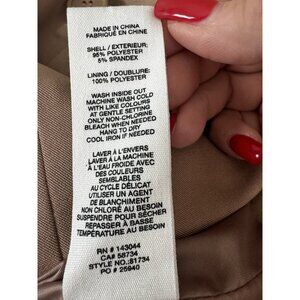 MADE IN CHINA
FABRIQUÉ EN CHINE
SHELL / EXTERIEUR:
95% POLYESTER
5% SPANDEX
LINING / DOUBLURE:
100% POLYESTER
WASH INSIDE OUT
MACHINE WASH COLD
WITH LIKE COLOURS
AT GENTLE SETTING
ONLY NON-CHLORINE
BLEACH WHEN NEEDED
HANG TO DRY
COOL IRON IF NEEDED
LAVER À L'ENVERS
LAVER À LA MACHINE
À L'EAU FROIDE AVEC
DES COULEURS
SEMBLABLES
AU CYCLE DÉLICAT
UTILISER UN AGENT
DE BLANCHIMENT
NON CHLORÉ AU BESOIN
SUSPENDRE POUR SÉCHER
REPASSER À BASSE
TEMPÉRATURE AU BESOIN
RN # 143044
CA# 58734
STYLE NO.:81734
PO # 25940